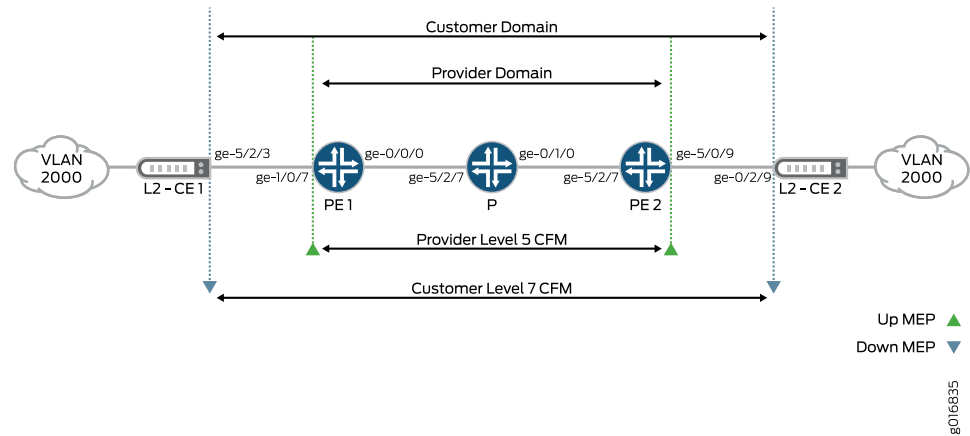 Customer Domain
Provider Domain
VLAN
2000
ge-5/2/3
ge-0/0/0
ge-0/1/0
ge-5/0/9
VLAN
2000
L2 - CE 1
ge-1/0/7
PE 1
ge-5/2/7
P
ge-5/2/7
PE 2
ge-0/2/9
L2 - CE 2
Provider Level 5 CFM
Customer Level 7 CFM
Up MEP
Down MEP
g016835